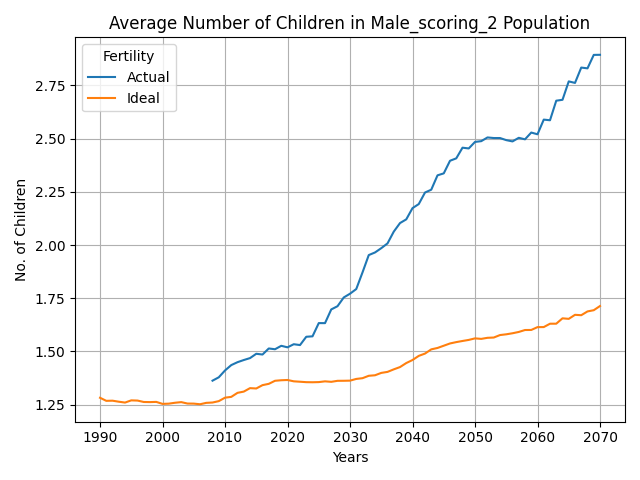 Average Number of Children in Male_scoring_2 Population
Fertility
Actual
Ideal
No. of Children
2.75
2.50
2.25
2.00
1.75
1.50
1.25
1990 2000 2010 2020 2030 2040 2050 2060 2070
Years